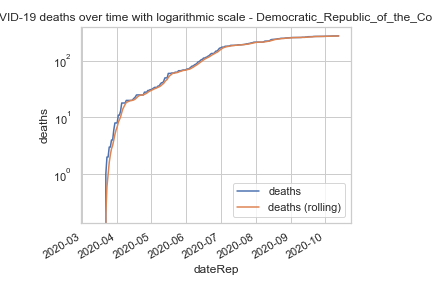 VID-19 deaths over time with logarithmic scale - Democratic_Republic_of_the_Co
deaths
10²
10¹
10⁰
deaths
deaths (rolling)
2020-03
2020-04
2020-05
2020-06
2020-07
2020-08
2020-09
2020-10
dateRep